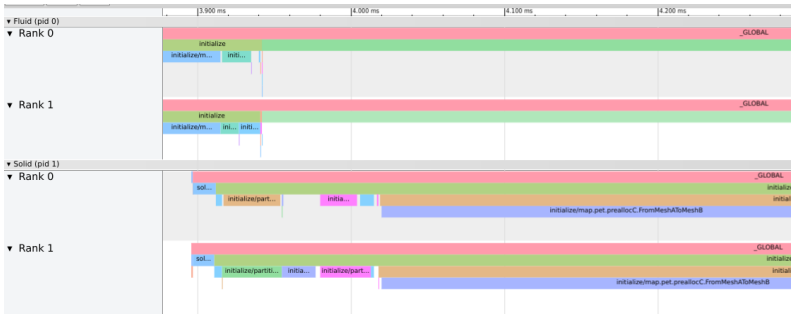 3.900 ms 4.000 ms 4.100 ms 4.200 ms
▾ Fluid (pid 0)
▾ Rank 0
_GLOBAL
initialize
initialize/m... initi...
▾ Rank 1
_GLOBAL
initialize
initialize/m... ini... initi...
▾ Solid (pid 1)
▾ Rank 0
_GLOBAL
sol... initialize
initialize/part... initia... initial
initialize/map.pet.preallocC.FromMeshAToMeshB
▾ Rank 1
_GLOBAL
sol... initialize
initialize/partiti... initia... initialize/part... initial
initialize/map.pet.preallocC.FromMeshAToMeshB